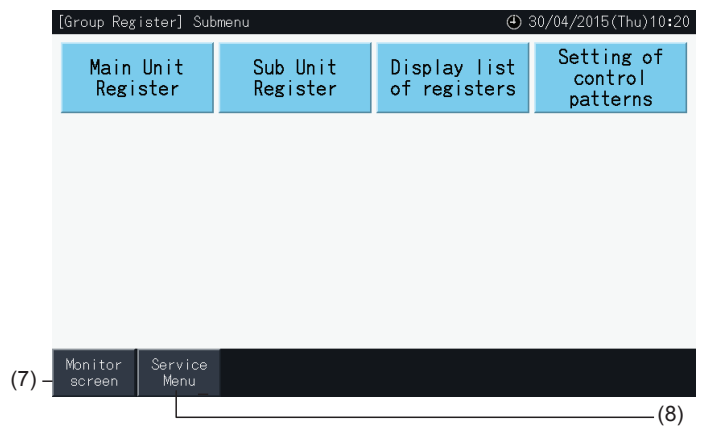 [Group Register] Submenu 30/04/2015(Thu)10:20
Main Unit
Register
Sub Unit
Register
Display list
of registers
Setting of
control
patterns
(7)
Monitor
screen
Service
Menu
(8)